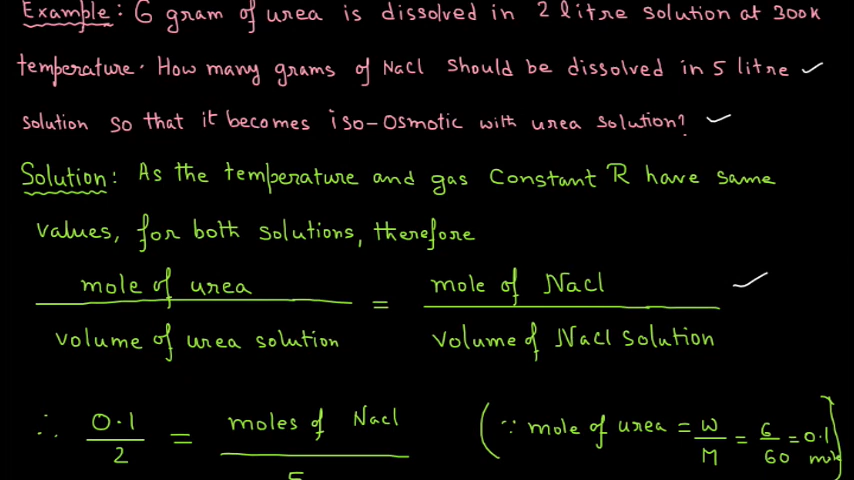 Example: 6 gram of urea is dissolved in 2 litre solution at 300K
temperature. How many grams of NaCl should be dissolved in 5 litre
solution so that it becomes iso-osmotic with urea solution?
Solution: As the temperature and gas constant R have same
values, for both solutions, therefore
mole of urea / volume of urea solution = mole of NaCl / volume of NaCl solution
∴ 0.1 / 2 = moles of NaCl / 5 (∵ mole of urea = w/M = 6/60 = 0.1 mole)